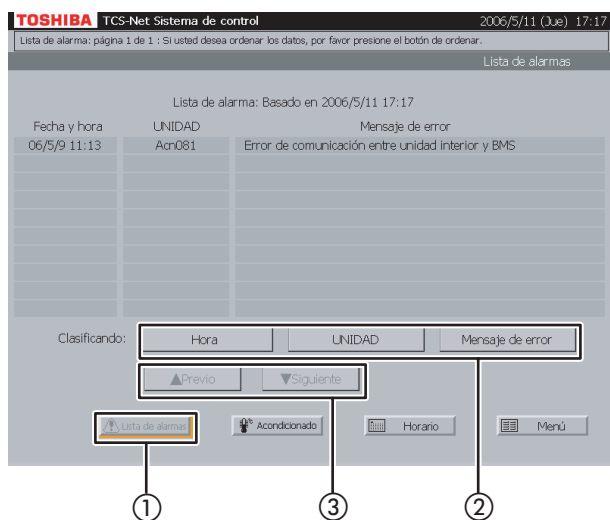 TOSHIBA TCS-Net Sistema de control 2006/5/11 (Jue) 17:17
Lista de alarma: página 1 de 1 : Si usted desea ordenar los datos, por favor presione el botón de ordenar.
Lista de alarmas
Lista de alarma: Basado en 2006/5/11 17:17
Fecha y hora UNIDAD Mensaje de error
06/5/9 11:13 Acn081 Error de comunicación entre unidad interior y BMS
Clasificando: Hora UNIDAD Mensaje de error
▲Previo ▼Siguiente
Lista de alarmas Acondicionado Horario Menú
① ③ ②